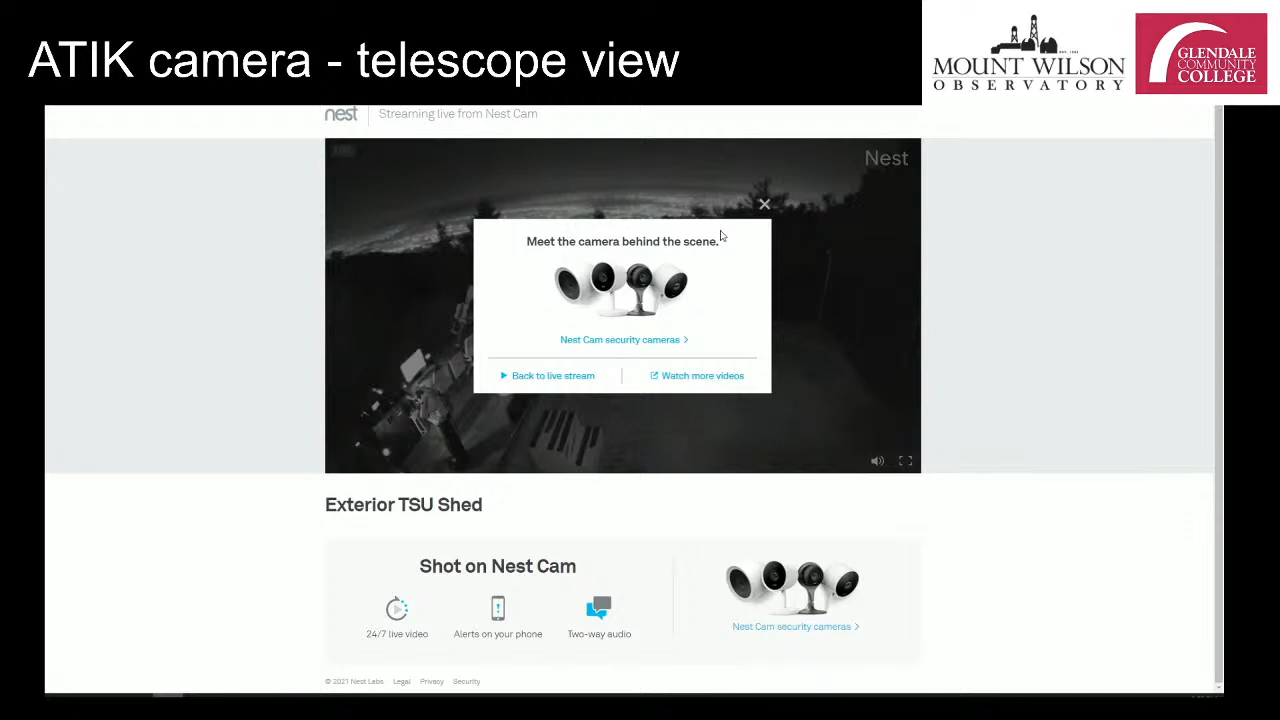 ATIK camera - telescope view
MOUNT WILSON
OBSERVATORY
GLENDALE
COMMUNITY
COLLEGE
nest
Streaming live from Nest Cam
Nest
Meet the camera behind the scene.
Nest Cam security cameras
Back to live stream
Watch more videos
Exterior TSU Shed
Shot on Nest Cam
24/7 live video
Alerts on your phone
Two-way audio
Nest Cam security cameras
© 2021 Nest Labs Legal Privacy Security